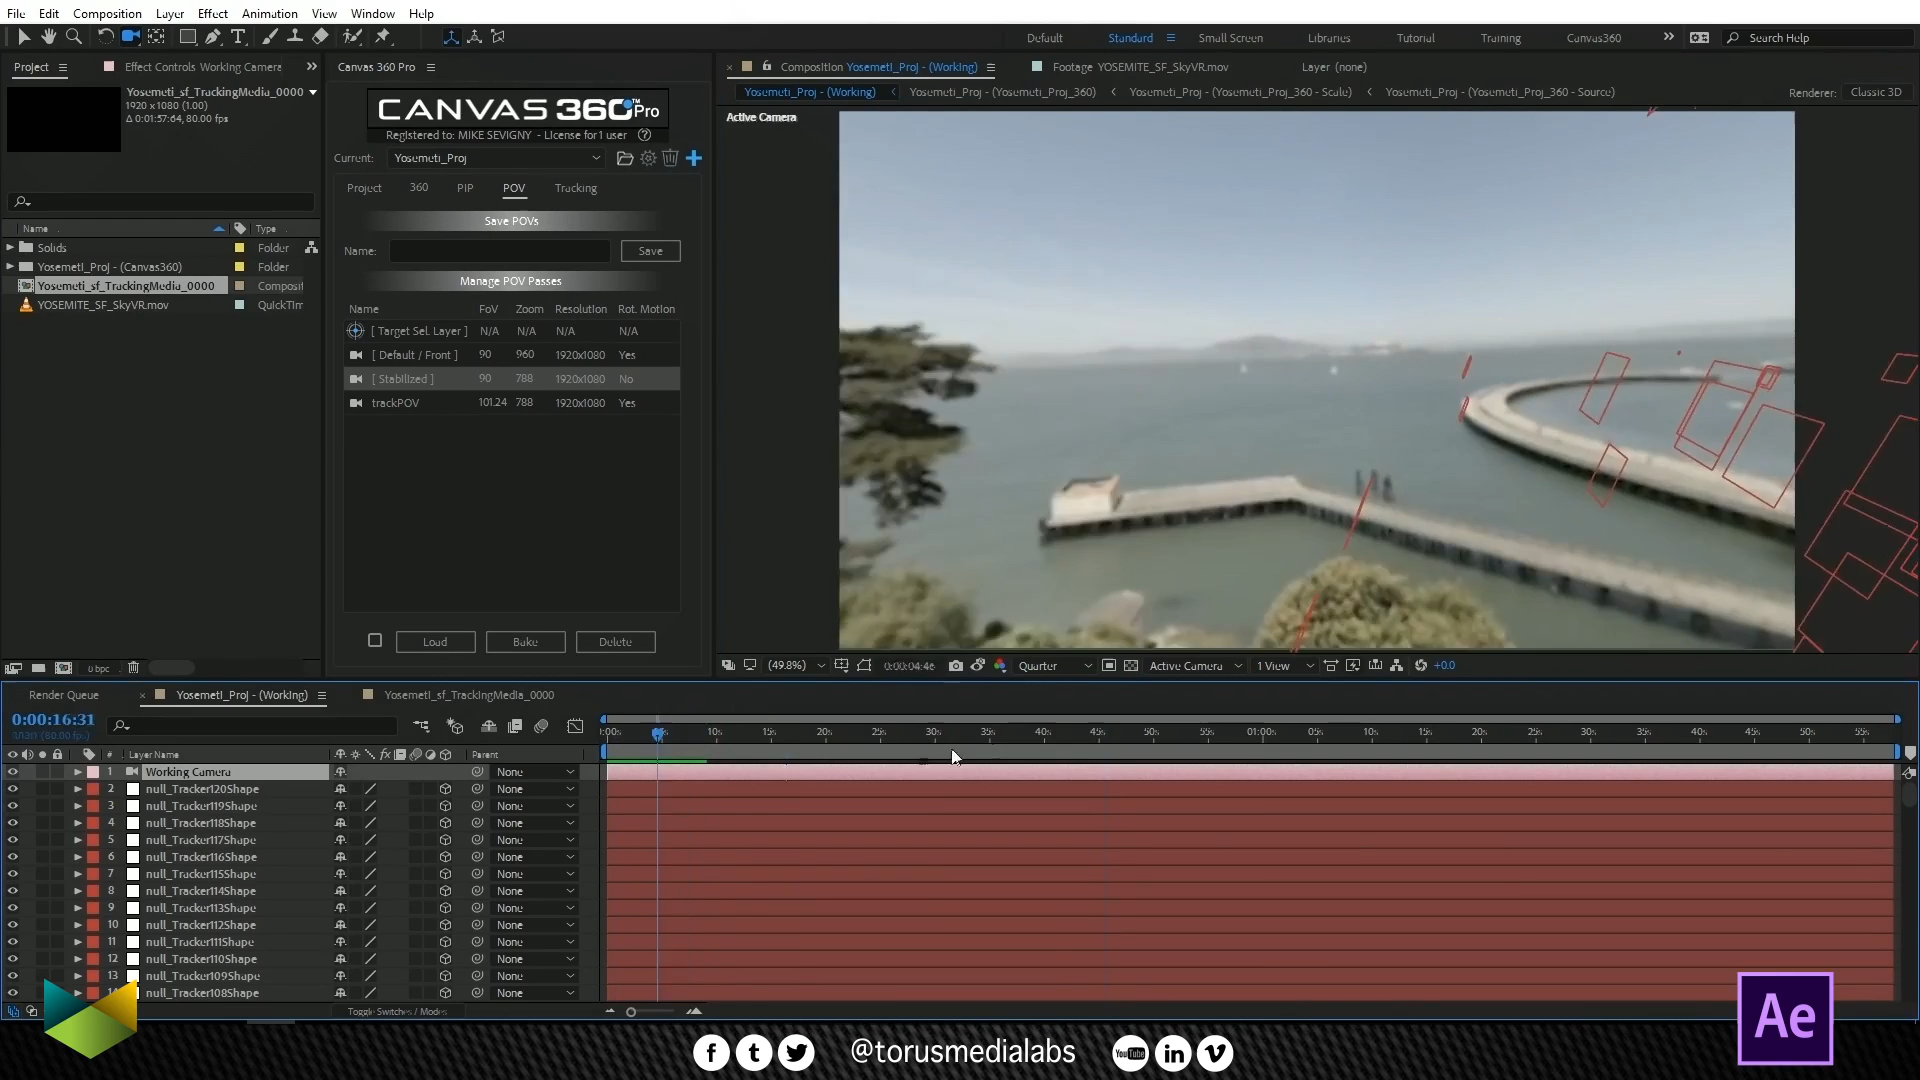 File Edit Composition Layer Effect Animation View Window Help
Default Standard Small Screen Libraries Tutorial Training Canvas360 Search Help
Project Effect Controls Working Camera
Yosemeti_sf_TrackingMedia_0000
1920 x1080 (1.00)
Δ 0:01:57:64, 80.00 fps
Name Type
Solids Folder
Yosemeti_Proj - (Canvas360) Folder
Yosemeti_sf_TrackingMedia_0000 Composit
YOSEMITE_SF_SkyVR.mov QuickTim
8 bpc
Canvas 360 Pro
CANVAS 360 Pro
Registered to: MIKE SEVIGNY - License for 1 user
Current: Yosemeti_Proj
Project 360 PIP POV Tracking
Save POVs
Name: Save
Manage POV Passes
Name FoV Zoom Resolution Rot. Motion
[ Target Sel. Layer ] N/A N/A N/A N/A
[ Default / Front ] 90 960 1920x1080 Yes
[ Stabilized ] 90 788 1920x1080 No
trackPOV 101.24 788 1920x1080 Yes
Load Bake Delete
Composition Yosemeti_Proj - (Working) Footage YOSEMITE_SF_SkyVR.mov Layer (none)
Yosemeti_Proj - (Working) Yosemeti_Proj - (Yosemeti_Proj_360) Yosemeti_Proj - (Yosemeti_Proj_360 - Scale) Yosemeti_Proj - (Yosemeti_Proj_360 - Source) Renderer: Classic 3D
Active Camera
(49.8%) 0:00:04:46 Quarter Active Camera 1 View +0.0
Render Queue Yosemeti_Proj - (Working) Yosemeti_sf_TrackingMedia_0000
0:00:16:31
:00s 10s 15s 20s 25s 30s 35s 40s 45s 50s 55s 01:00s 05s 10s 15s 20s 25s 30s 35s 40s 45s 50s 55s
# Layer Name Parent
1 Working Camera None
2 null_Tracker120Shape None
3 null_Tracker119Shape None
4 null_Tracker118Shape None
5 null_Tracker117Shape None
6 null_Tracker116Shape None
7 null_Tracker115Shape None
8 null_Tracker114Shape None
9 null_Tracker113Shape None
10 null_Tracker112Shape None
11 null_Tracker111Shape None
12 null_Tracker110Shape None
13 null_Tracker109Shape None
14 null_Tracker108Shape None
Toggle Switches / Modes
@torusmedialabs
YouTube
Ae